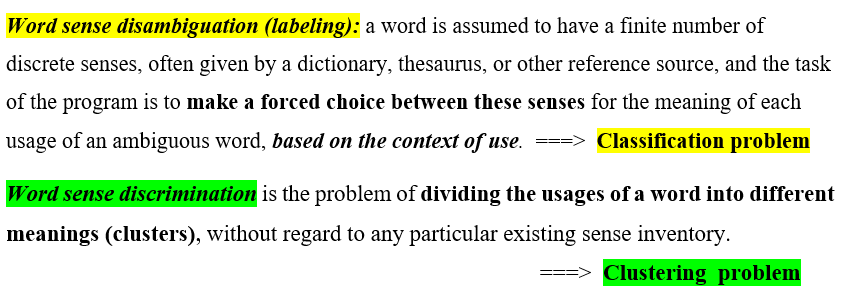 Word sense disambiguation (labeling): a word is assumed to have a finite number of
discrete senses, often given by a dictionary, thesaurus, or other reference source, and the task
of the program is to make a forced choice between these senses for the meaning of each
usage of an ambiguous word, based on the context of use. ===> Classification problem
Word sense discrimination is the problem of dividing the usages of a word into different
meanings (clusters), without regard to any particular existing sense inventory.
===> Clustering problem